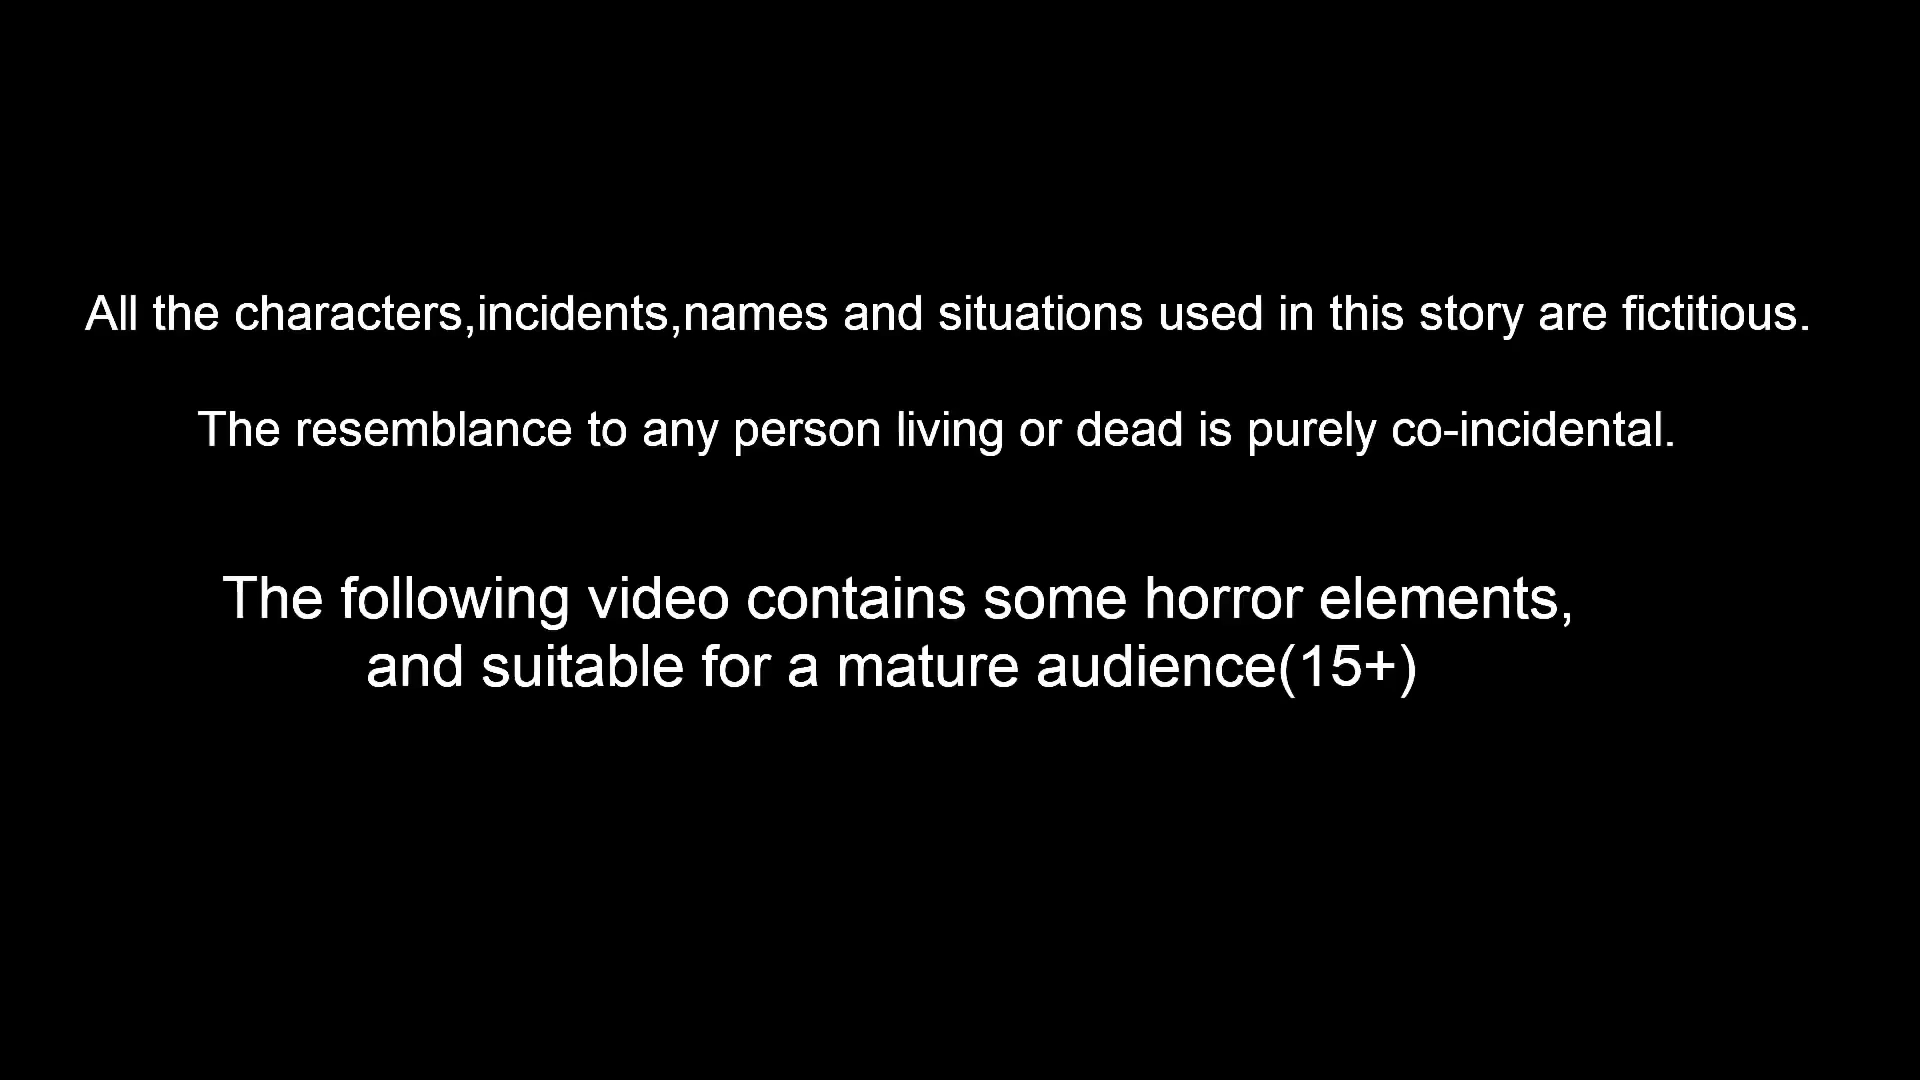 All the characters,incidents,names and situations used in this story are fictitious.
The resemblance to any person living or dead is purely co-incidental.
The following video contains some horror elements,
and suitable for a mature audience(15+)